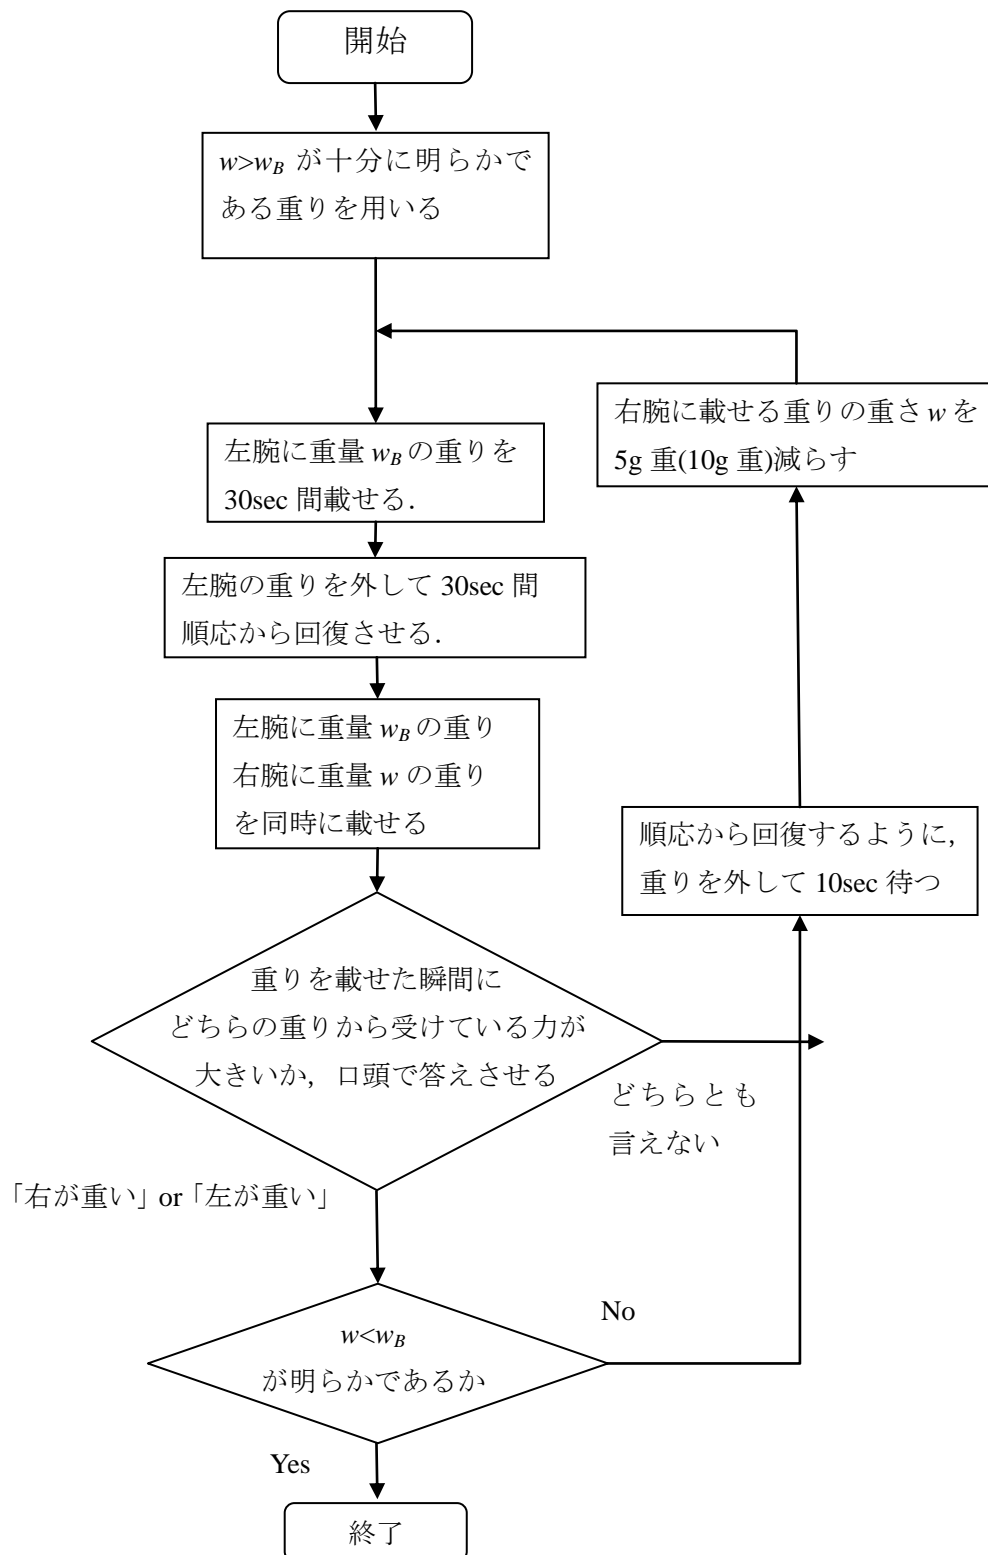 開始
w>wB が十分に明らかで
ある重りを用いる
右腕に載せる重りの重さ w を
5g 重(10g 重)減らす
左腕に重量 wB の重りを
30sec 間載せる.
左腕の重りを外して 30sec 間
順応から回復させる.
左腕に重量 wB の重り
右腕に重量 w の重り
を同時に載せる
順応から回復するように,
重りを外して 10sec 待つ
重りを載せた瞬間に
どちらの重りから受けている力が
大きいか, 口頭で答えさせる
どちらとも
言えない
「右が重い」or「左が重い」
No
w<wB
が明らかであるか
Yes
終了